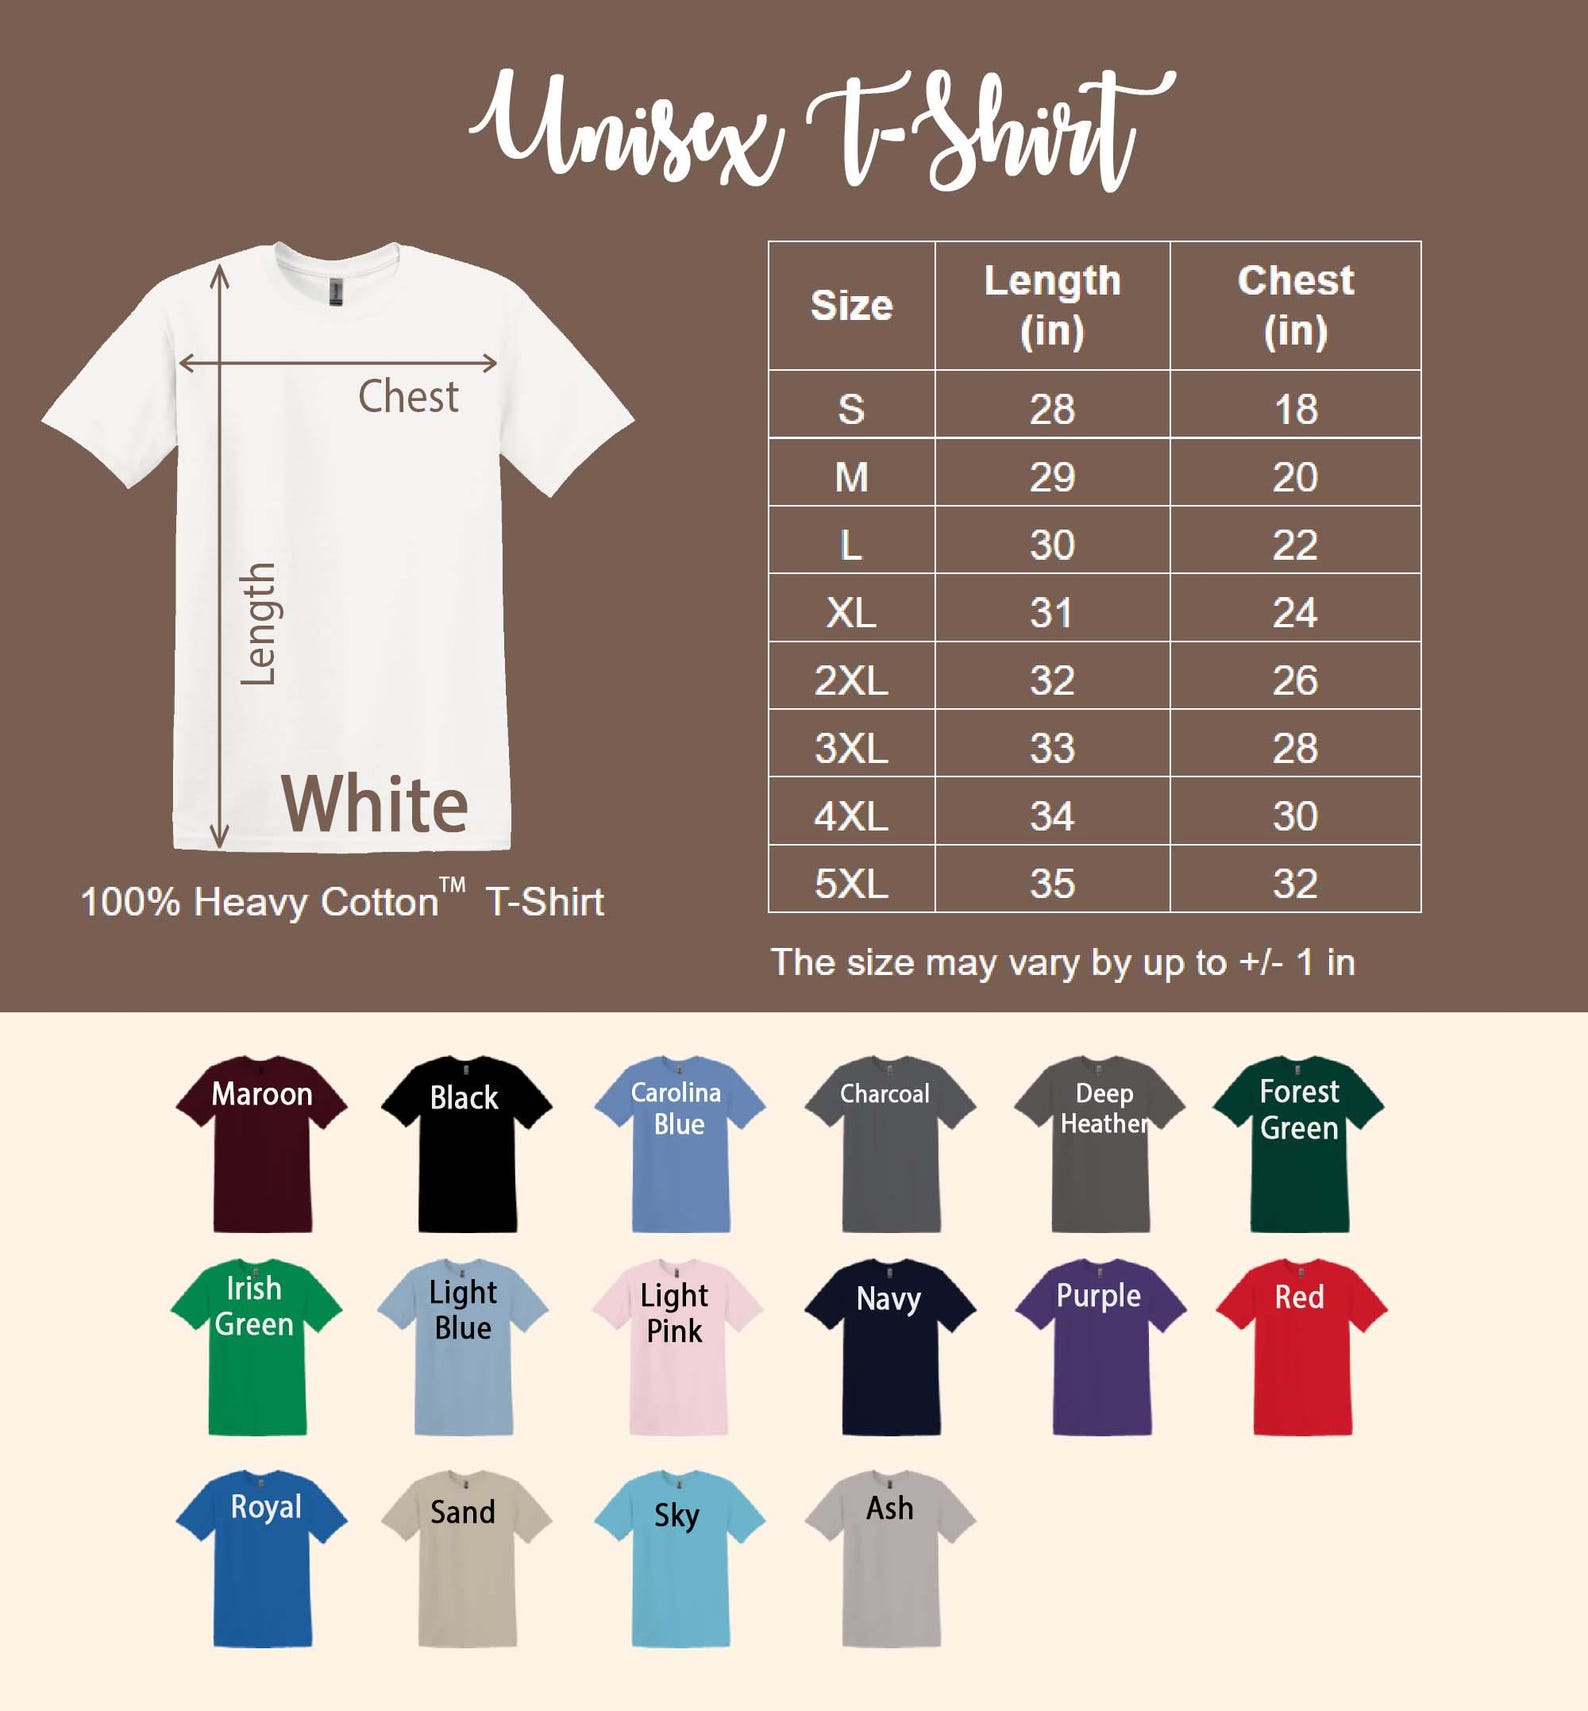 Unisex T-Shirt
Chest
Length
White
100% Heavy Cotton™ T-Shirt
Size Length (in) Chest (in)
S 28 18
M 29 20
L 30 22
XL 31 24
2XL 32 26
3XL 33 28
4XL 34 30
5XL 35 32
The size may vary by up to +/- 1 in
Maroon
Black
Carolina
Blue
Charcoal
Deep
Heather
Forest
Green
Irish
Green
Light
Blue
Light
Pink
Navy
Purple
Red
Royal
Sand
Sky
Ash